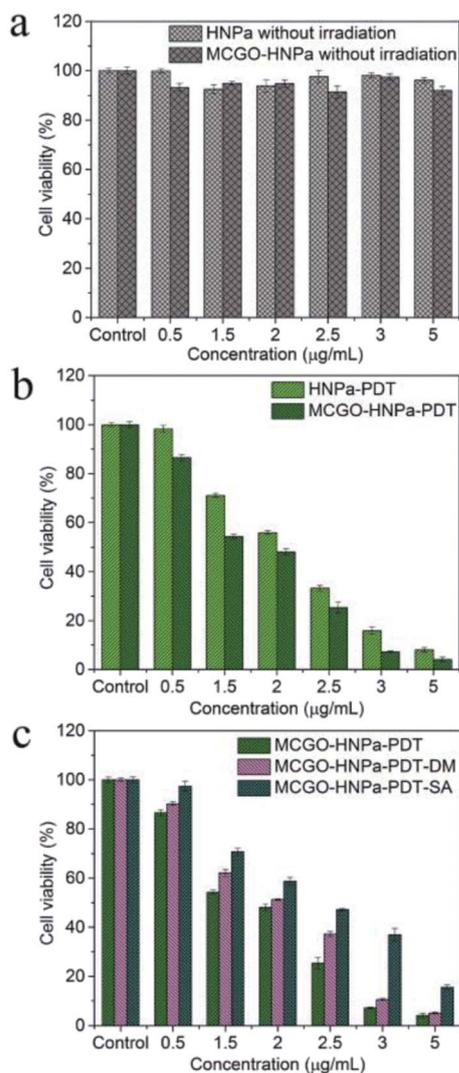 a
HNPa without irradiation
MCGO-HNPa without irradiation
Cell viability (%)
120
100
80
60
40
20
0
Control 0.5 1.5 2 2.5 3 5
Concentration (μg/mL)
b
HNPa-PDT
MCGO-HNPa-PDT
Cell viability (%)
120
100
80
60
40
20
0
Control 0.5 1.5 2 2.5 3 5
Concentration (μg/mL)
c
MCGO-HNPa-PDT
MCGO-HNPa-PDT-DM
MCGO-HNPa-PDT-SA
Cell viability (%)
120
100
80
60
40
20
0
Control 0.5 1.5 2 2.5 3 5
Concentration (μg/mL)